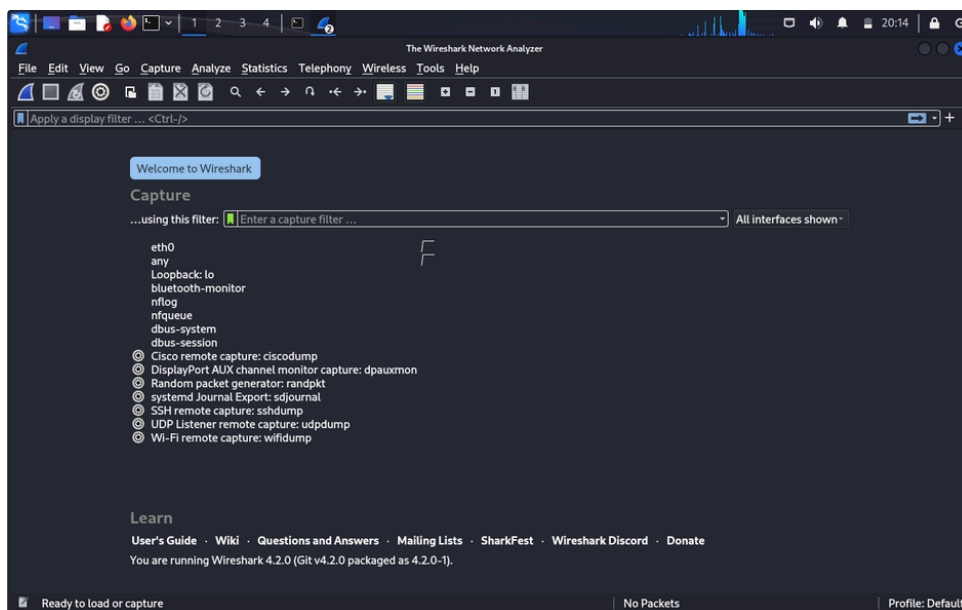 1 2 3 4 2 20:14
The Wireshark Network Analyzer
File Edit View Go Capture Analyze Statistics Telephony Wireless Tools Help
Apply a display filter ... <Ctrl-/>
Welcome to Wireshark
Capture
...using this filter: Enter a capture filter ... All interfaces shown
eth0
any
Loopback: lo
bluetooth-monitor
nflog
nfqueue
dbus-system
dbus-session
Cisco remote capture: ciscodump
DisplayPort AUX channel monitor capture: dpauxmon
Random packet generator: randpkt
systemd Journal Export: sdjournal
SSH remote capture: sshdump
UDP Listener remote capture: udpdump
Wi-Fi remote capture: wifidump
Learn
User's Guide · Wiki · Questions and Answers · Mailing Lists · SharkFest · Wireshark Discord · Donate
You are running Wireshark 4.2.0 (Git v4.2.0 packaged as 4.2.0-1).
Ready to load or capture No Packets Profile: Default